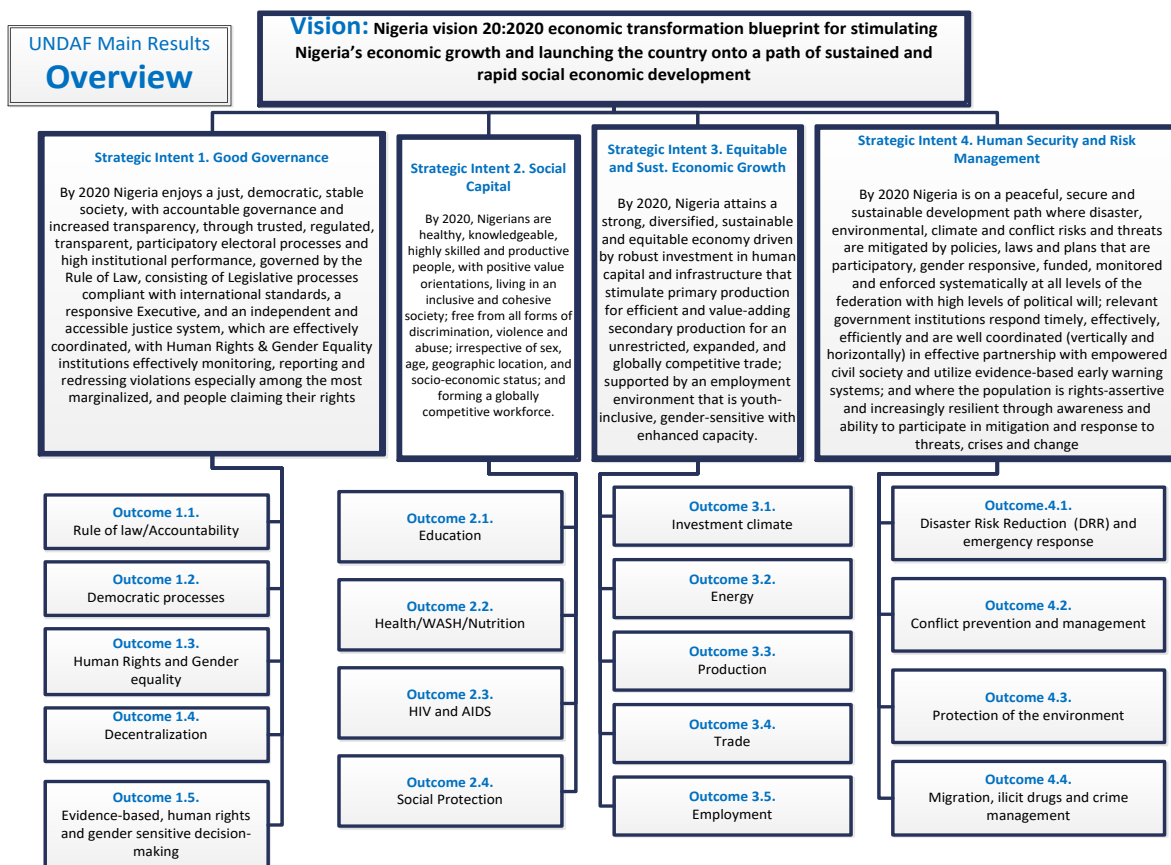 UNDAF Main Results
Overview
Vision: Nigeria vision 20:2020 economic transformation blueprint for stimulating
Nigeria's economic growth and launching the country onto a path of sustained and
rapid social economic development
Strategic Intent 1. Good Governance
By 2020 Nigeria enjoys a just, democratic, stable
society, with accountable governance and
increased transparency, through trusted, regulated,
transparent, participatory electoral processes and
high institutional performance, governed by the
Rule of Law, consisting of Legislative processes
compliant with international standards, a
responsive Executive, and an independent and
accessible justice system, which are effectively
coordinated, with Human Rights & Gender Equality
institutions effectively monitoring, reporting and
redressing violations especially among the most
marginalized, and people claiming their rights
Strategic Intent 2. Social
Capital
By 2020, Nigerians are
healthy, knowledgeable,
highly skilled and productive
people, with positive value
orientations, living in an
inclusive and cohesive
society; free from all forms of
discrimination, violence and
abuse; irrespective of sex,
age, geographic location, and
socio-economic status; and
forming a globally
competitive workforce.
Strategic Intent 3. Equitable
and Sust. Economic Growth
By 2020, Nigeria attains a
strong, diversified, sustainable
and equitable economy driven
by robust investment in human
capital and infrastructure that
stimulate primary production
for efficient and value-adding
secondary production for an
unrestricted, expanded, and
globally competitive trade;
supported by an employment
environment that is youth-
inclusive, gender-sensitive with
enhanced capacity.
Strategic Intent 4. Human Security and Risk
Management
By 2020 Nigeria is on a peaceful, secure and
sustainable development path where disaster,
environmental, climate and conflict risks and threats
are mitigated by policies, laws and plans that are
participatory, gender responsive, funded, monitored
and enforced systematically at all levels of the
federation with high levels of political will; relevant
government institutions respond timely, effectively,
efficiently and are well coordinated (vertically and
horizontally) in effective partnership with empowered
civil society and utilize evidence-based early warning
systems; and where the population is rights-assertive
and increasingly resilient through awareness and
ability to participate in mitigation and response to
threats, crises and change
Outcome 1.1.
Rule of law/Accountability
Outcome 1.2.
Democratic processes
Outcome 1.3.
Human Rights and Gender
equality
Outcome 1.4.
Decentralization
Outcome 1.5.
Evidence-based, human rights
and gender sensitive decision-
making
Outcome 2.1.
Education
Outcome 2.2.
Health/WASH/Nutrition
Outcome 2.3.
HIV and AIDS
Outcome 2.4.
Social Protection
Outcome 3.1.
Investment climate
Outcome 3.2.
Energy
Outcome 3.3.
Production
Outcome 3.4.
Trade
Outcome 3.5.
Employment
Outcome.4.1.
Disaster Risk Reduction (DRR) and
emergency response
Outcome 4.2.
Conflict prevention and management
Outcome 4.3.
Protection of the environment
Outcome 4.4.
Migration, ilicit drugs and crime
management